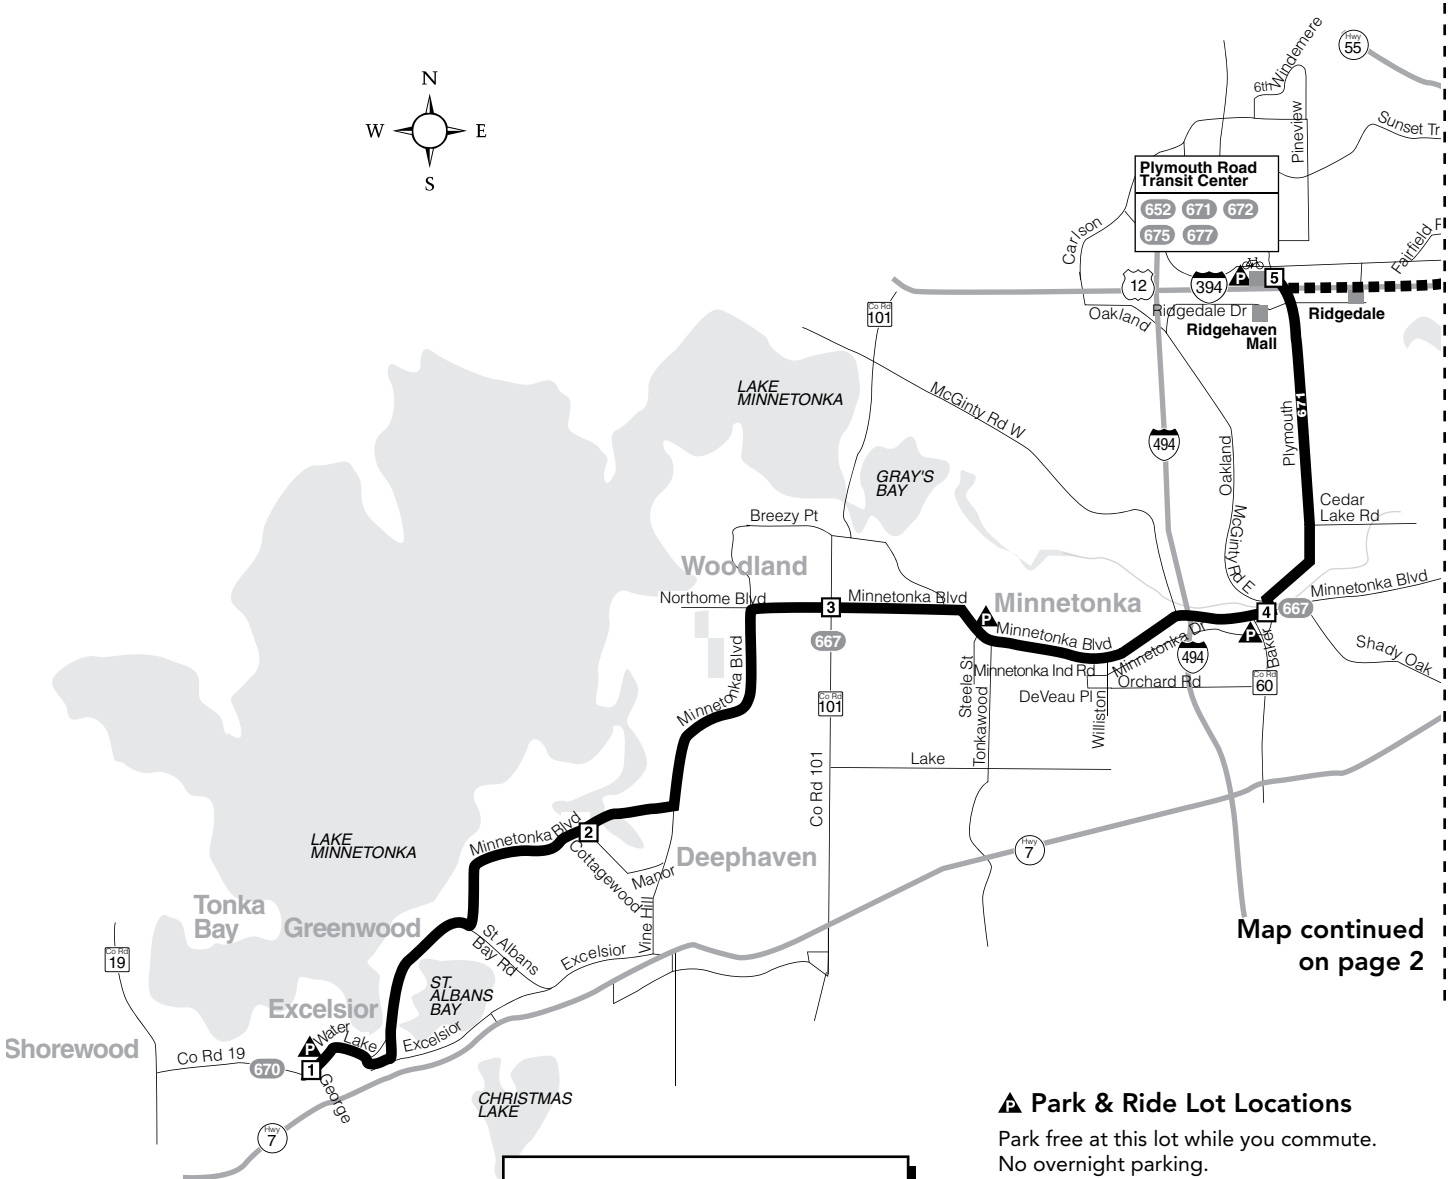 N
W
E
S
Hwy
55
Windemere
6th
Pineview
Sunset Tr
Plymouth Road
Transit Center
652 671 672
675 677
Carlson
Fairfield
P
5
12
394
Oakland
Ridgedale Dr
Ridgehaven
Mall
Ridgedale
Co Rd
101
LAKE
MINNETONKA
McGinty Rd W
494
671
Plymouth
Oakland
GRAY'S
BAY
Cedar
Lake Rd
McGinty Rd E
Breezy Pt
Woodland
Northome Blvd
3
Minnetonka Blvd
Minnetonka
P
4
667
Minnetonka Blvd
667
Minnetonka Blvd
Minnetonka Dr
P
Baker
Shady Oak
494
Minnetonka Ind Rd
Orchard Rd
Co Rd
60
DeVeau Pl
Steele St
Tonkawood
Williston
Minnetonka Blvd
Co Rd
101
Co Rd 101
Lake
Hwy
7
LAKE
MINNETONKA
Minnetonka Blvd
2
Cottagewood
Manor
Deephaven
Vine Hill
Tonka
Bay
Greenwood
St Albans
Bay Rd
Excelsior
Co Rd
19
ST.
ALBANS
BAY
Excelsior
Excelsior
Shorewood
Co Rd 19
670
P
1
Water
Lake
George
Hwy
7
CHRISTMAS
LAKE
Map continued
on page 2
P Park & Ride Lot Locations
Park free at this lot while you commute.
No overnight parking.